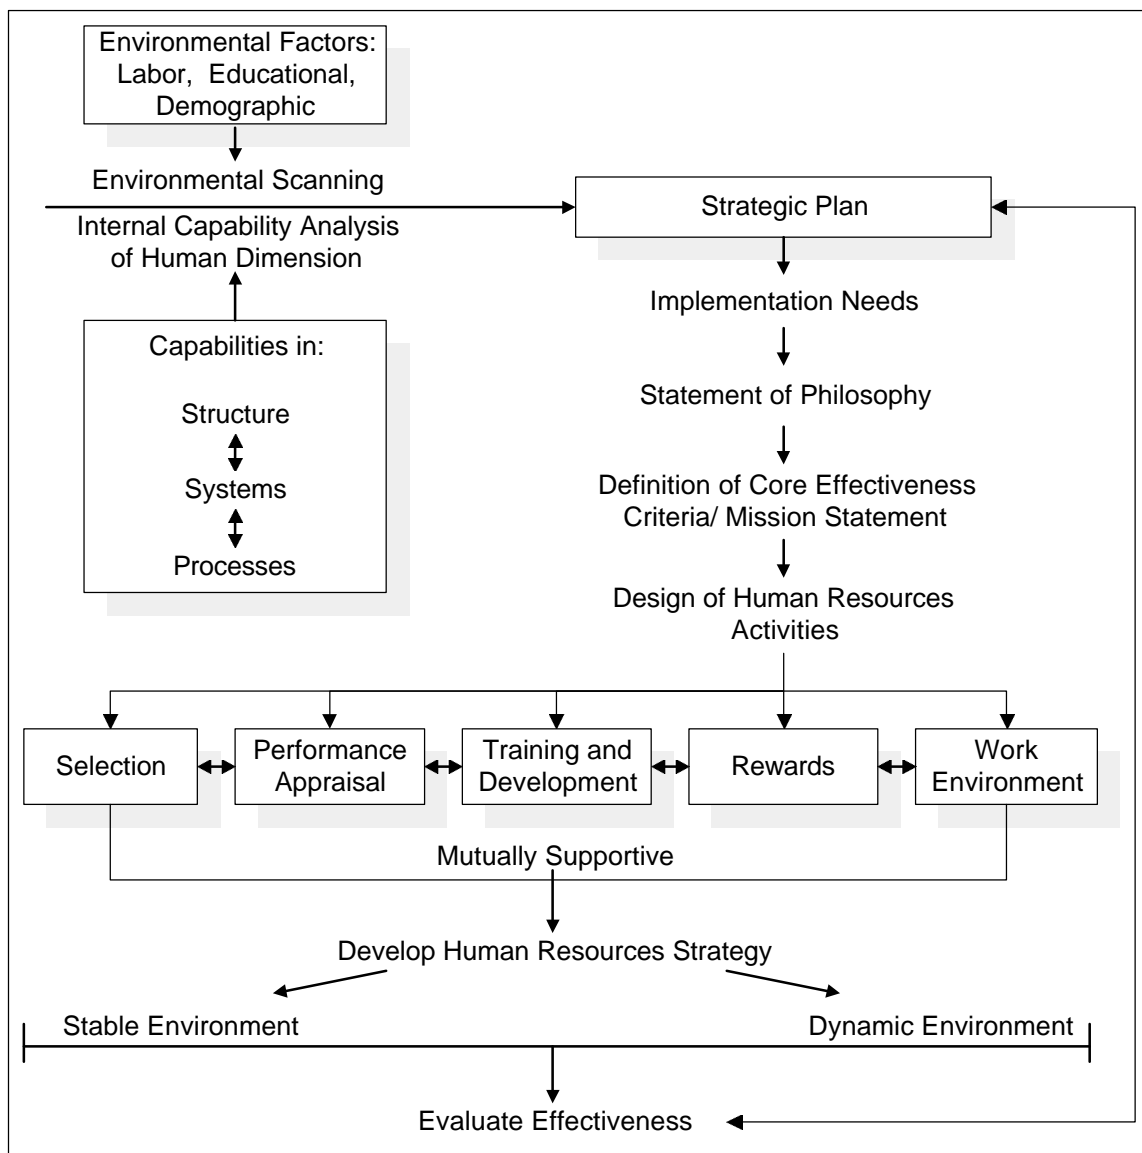 Environmental Factors:
Labor, Educational,
Demographic
Environmental Scanning
Internal Capability Analysis
of Human Dimension
Capabilities in:
Structure
Systems
Processes
Strategic Plan
Implementation Needs
Statement of Philosophy
Definition of Core Effectiveness
Criteria/ Mission Statement
Design of Human Resources
Activities
Selection
Performance
Appraisal
Training and
Development
Rewards
Work
Environment
Mutually Supportive
Develop Human Resources Strategy
Stable Environment
Dynamic Environment
Evaluate Effectiveness